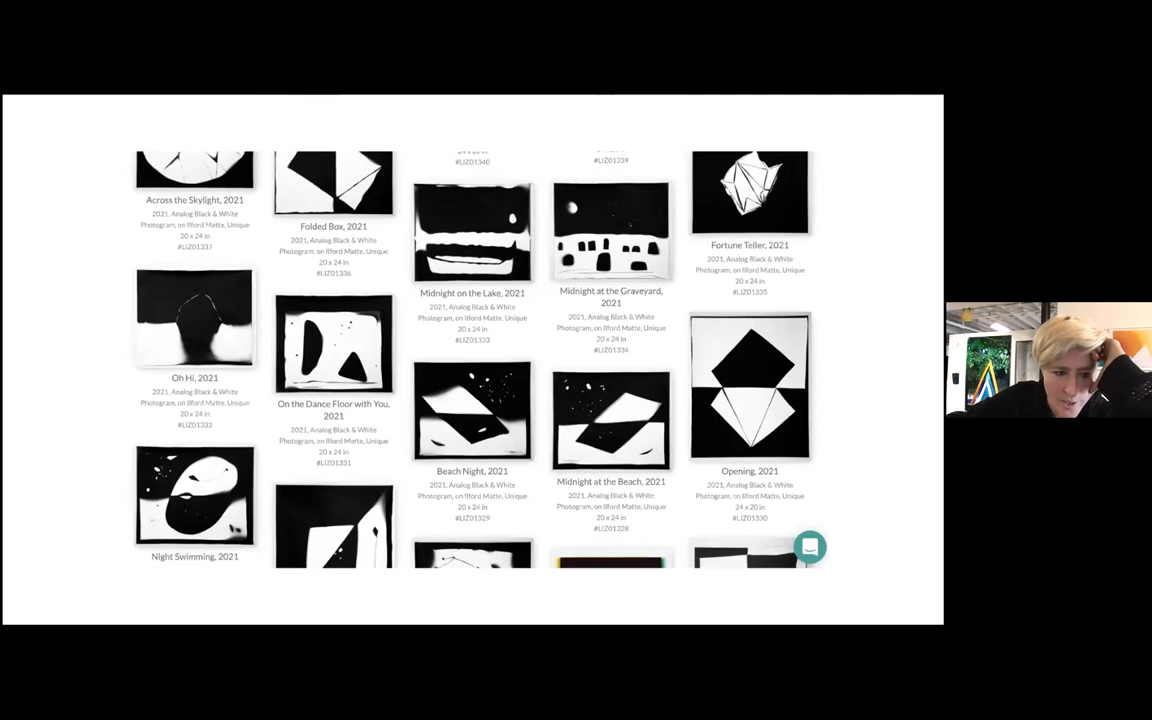 Across the Skylight, 2021
2021, Analog Black & White
Photogram, on Ilford Matte, Unique
20 x 24 in
#LIZ01337
Oh Hi, 2021
2021, Analog Black & White
Photogram, on Ilford Matte, Unique
20 x 24 in
#LIZ01332
Night Swimming, 2021
Folded Box, 2021
2021, Analog Black & White
Photogram, on Ilford Matte, Unique
20 x 24 in
#LIZ01336
On the Dance Floor with You,
2021
2021, Analog Black & White
Photogram, on Ilford Matte, Unique
20 x 24 in
#LIZ01331
#LIZ01340
Midnight on the Lake, 2021
2021, Analog Black & White
Photogram, on Ilford Matte, Unique
20 x 24 in
#LIZ01333
Beach Night, 2021
2021, Analog Black & White
Photogram, on Ilford Matte, Unique
20 x 24 in
#LIZ01329
#LIZ01339
Midnight at the Graveyard,
2021
2021, Analog Black & White
Photogram, on Ilford Matte, Unique
20 x 24 in
#LIZ01334
Midnight at the Beach, 2021
2021, Analog Black & White
Photogram, on Ilford Matte, Unique
20 x 24 in
#LIZ01328
Fortune Teller, 2021
2021, Analog Black & White
Photogram, on Ilford Matte, Unique
20 x 24 in
#LIZ01335
Opening, 2021
2021, Analog Black & White
Photogram, on Ilford Matte, Unique
24 x 20 in
#LIZ01330